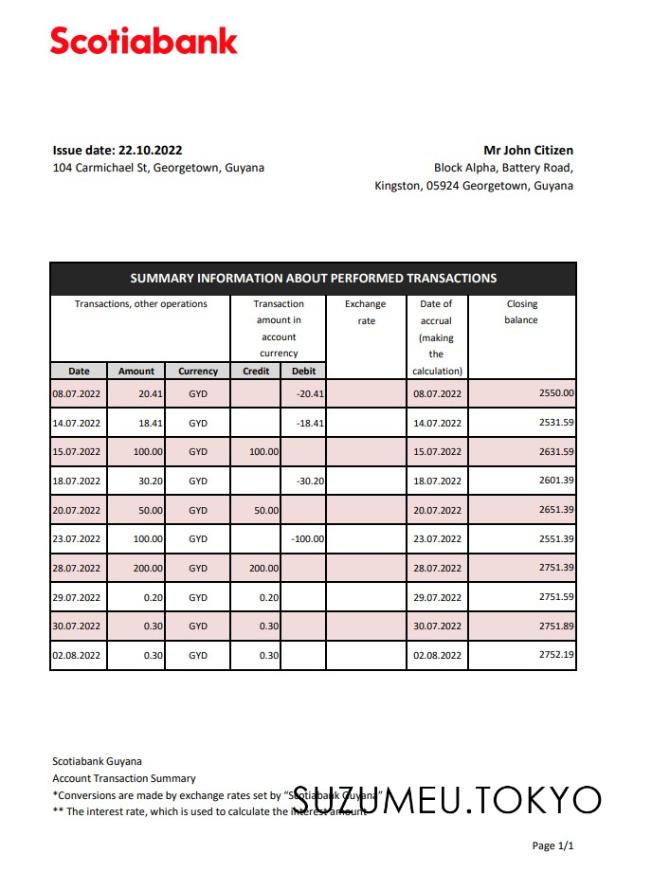 Scotiabank
Issue date: 22.10.2022
104 Carmichael St, Georgetown, Guyana
Mr John Citizen
Block Alpha, Battery Road,
Kingston, 05924 Georgetown, Guyana
SUMMARY INFORMATION ABOUT PERFORMED TRANSACTIONS
Transactions, other operations
Transaction
amount in
account
currency
Exchange
rate
Date of
accrual
(making
the
calculation)
Closing
balance
Date Amount Currency Credit Debit
08.07.2022 20.41 GYD -20.41 08.07.2022 2550.00
14.07.2022 18.41 GYD -18.41 14.07.2022 2531.59
15.07.2022 100.00 GYD 100.00 15.07.2022 2631.59
18.07.2022 30.20 GYD -30.20 18.07.2022 2601.39
20.07.2022 50.00 GYD 50.00 20.07.2022 2651.39
23.07.2022 100.00 GYD -100.00 23.07.2022 2551.39
28.07.2022 200.00 GYD 200.00 28.07.2022 2751.39
29.07.2022 0.20 GYD 0.20 29.07.2022 2751.59
30.07.2022 0.30 GYD 0.30 30.07.2022 2751.89
02.08.2022 0.30 GYD 0.30 02.08.2022 2752.19
Scotiabank Guyana
Account Transaction Summary
*Conversions are made by exchange rates set by “Scotiabank Guyana”
** The interest rate, which is used to calculate the interest amount
SUZUMEU.TOKYO
Page 1/1